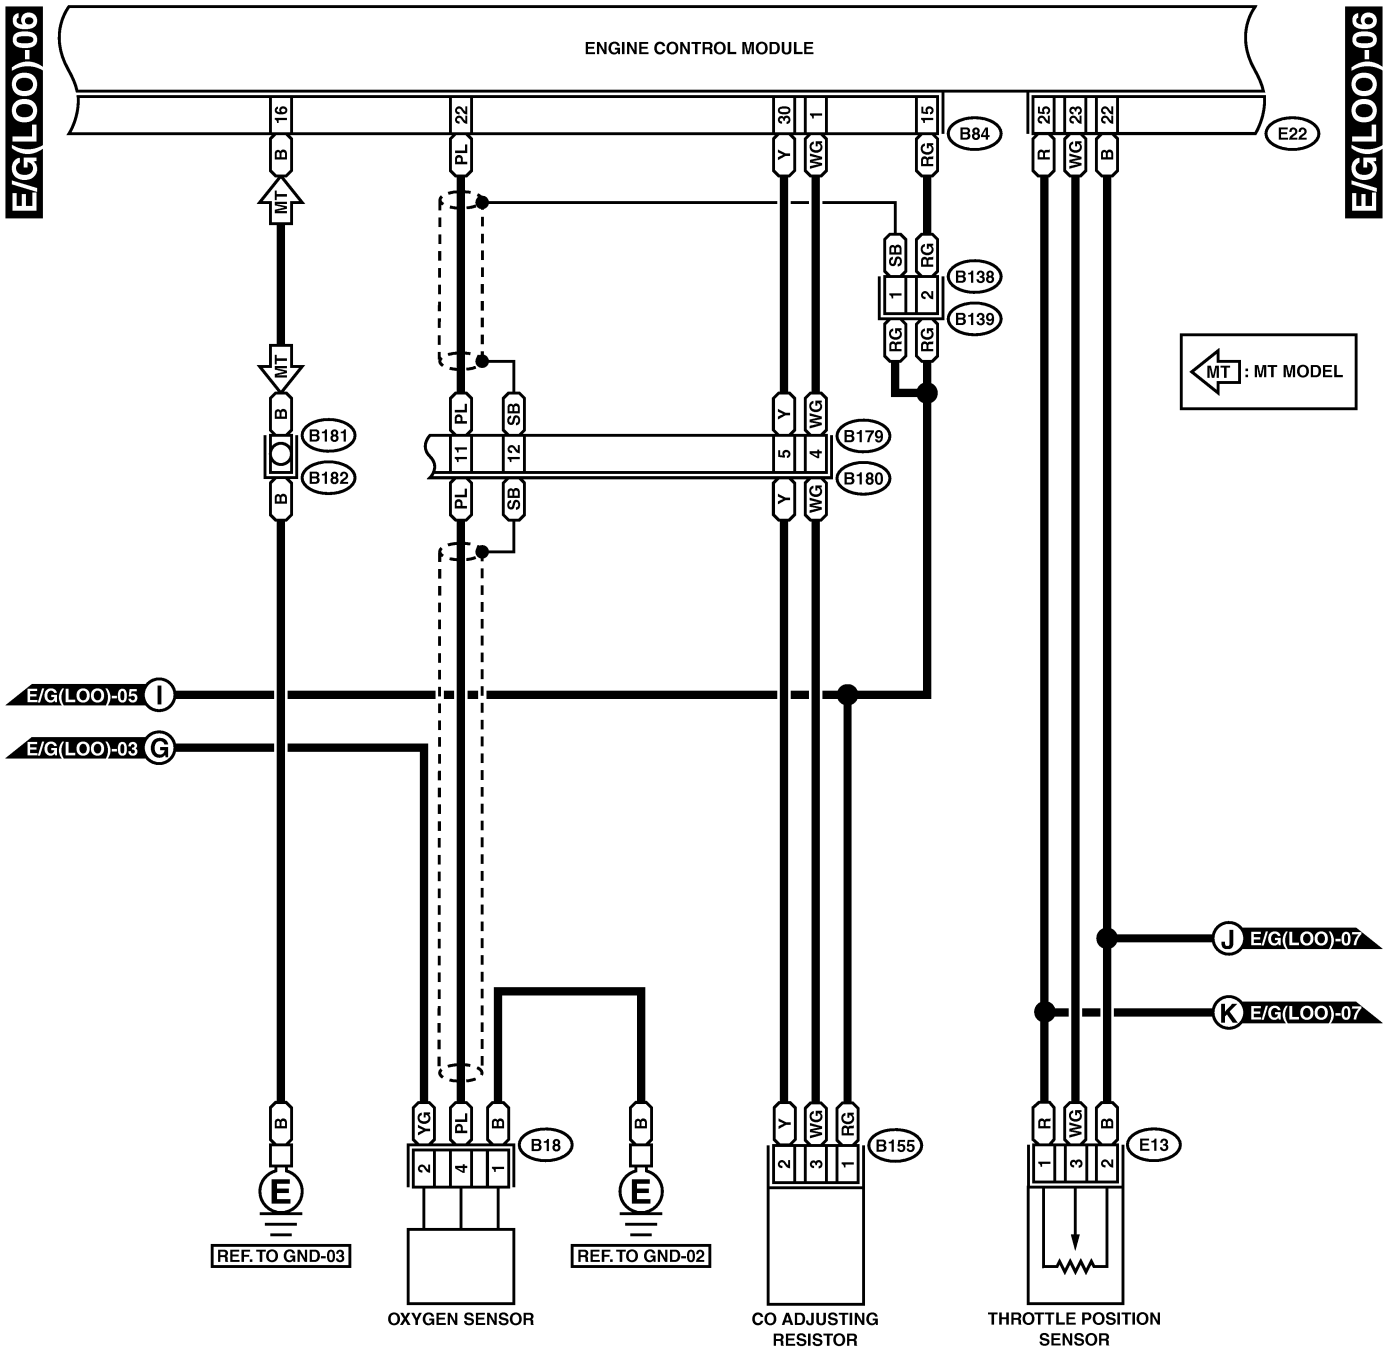 E/G(LOO)-06
E/G(LOO)-06
ENGINE CONTROL MODULE
16 22 30 1 15 25 23 22
B84 E22
B PL Y WG RG R WG B
MT
SB RG
B138
1 2
B139
RG RG
MT : MT MODEL
MT
B PL SB Y WG
B181 B179
11 12 5 4
B182 B180
B PL SB Y WG
E/G(LOO)-05 I
E/G(LOO)-03 G
J E/G(LOO)-07
K E/G(LOO)-07
B YG PL B B Y WG RG R WG B
B18 B155 E13
2 4 1 2 3 1 1 3 2
E E
REF. TO GND-03 REF. TO GND-02
OXYGEN SENSOR
CO ADJUSTING
RESISTOR
THROTTLE POSITION
SENSOR